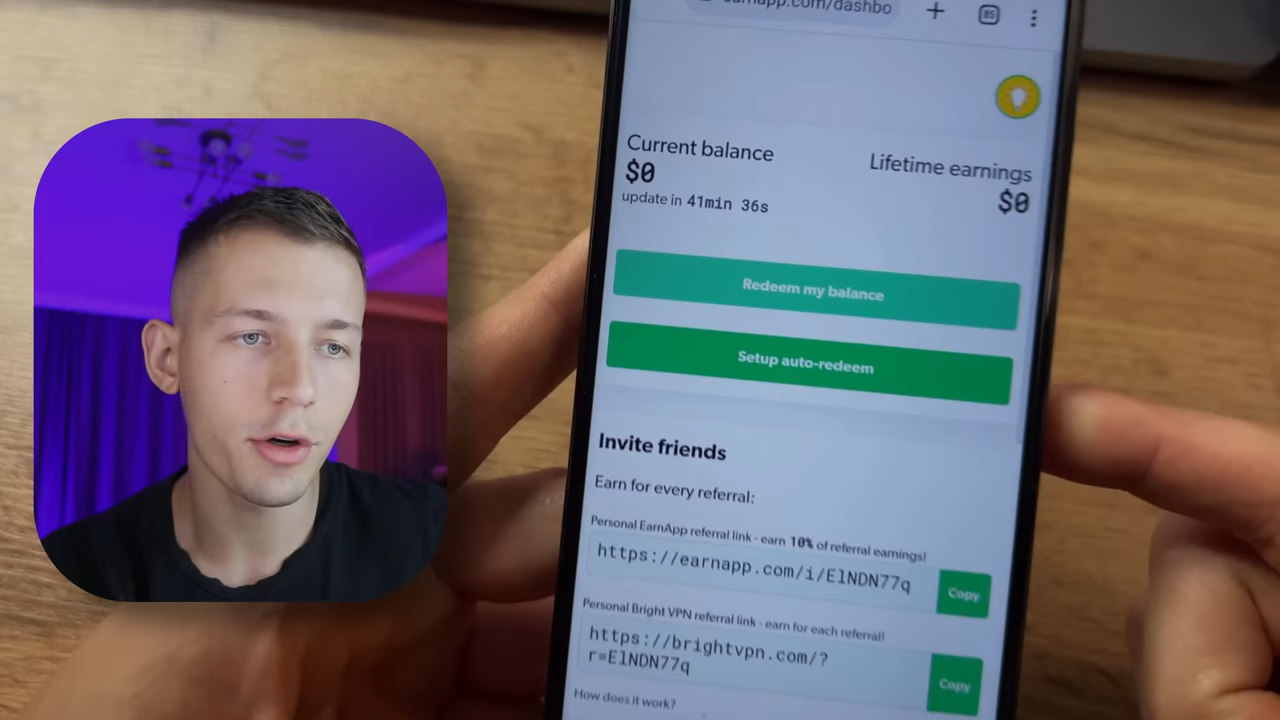 earnapp.com/dashbo
85
Current balance
$0
update in 41min 36s
Lifetime earnings
$0
Redeem my balance
Setup auto-redeem
Invite friends
Earn for every referral:
Personal EarnApp referral link - earn 10% of referral earnings!
https://earnapp.com/i/ElNDN77q
Copy
Personal Bright VPN referral link - earn for each referral!
https://brightvpn.com/?
r=ElNDN77q
Copy
How does it work?